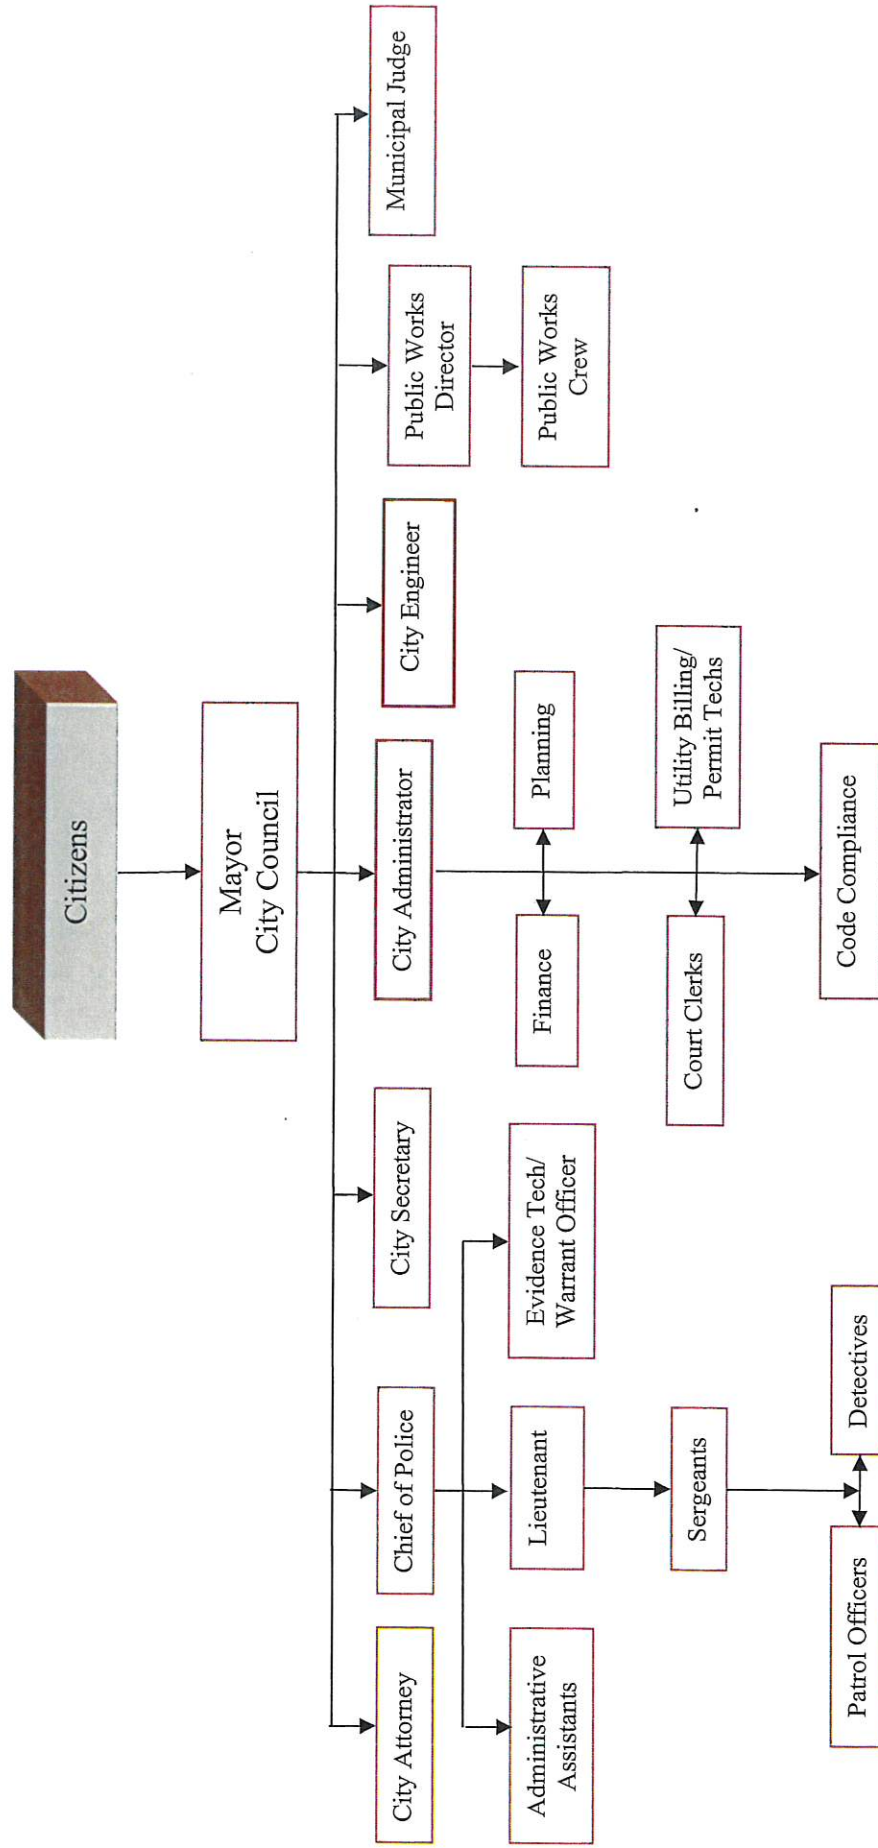 Citizens
Mayor
City Council
City Attorney
Chief of Police
City Secretary
City Administrator
City Engineer
Public Works
Director
Municipal Judge
Administrative
Assistants
Lieutenant
Evidence Tech/
Warrant Officer
Finance
Planning
Public Works
Crew
Sergeants
Court Clerks
Utility Billing/
Permit Techs
Patrol Officers
Detectives
Code Compliance